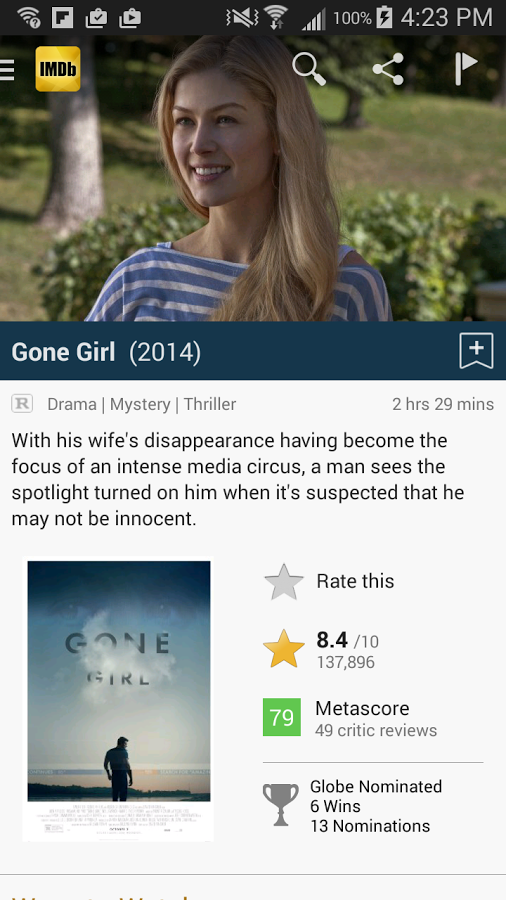 100% 4:23 PM
IMDb
Gone Girl (2014)
R Drama | Mystery | Thriller 2 hrs 29 mins
With his wife's disappearance having become the
focus of an intense media circus, a man sees the
spotlight turned on him when it's suspected that he
may not be innocent.
GONE
GIRL
Rate this
8.4 /10
137,896
79 Metascore
49 critic reviews
Globe Nominated
6 Wins
13 Nominations